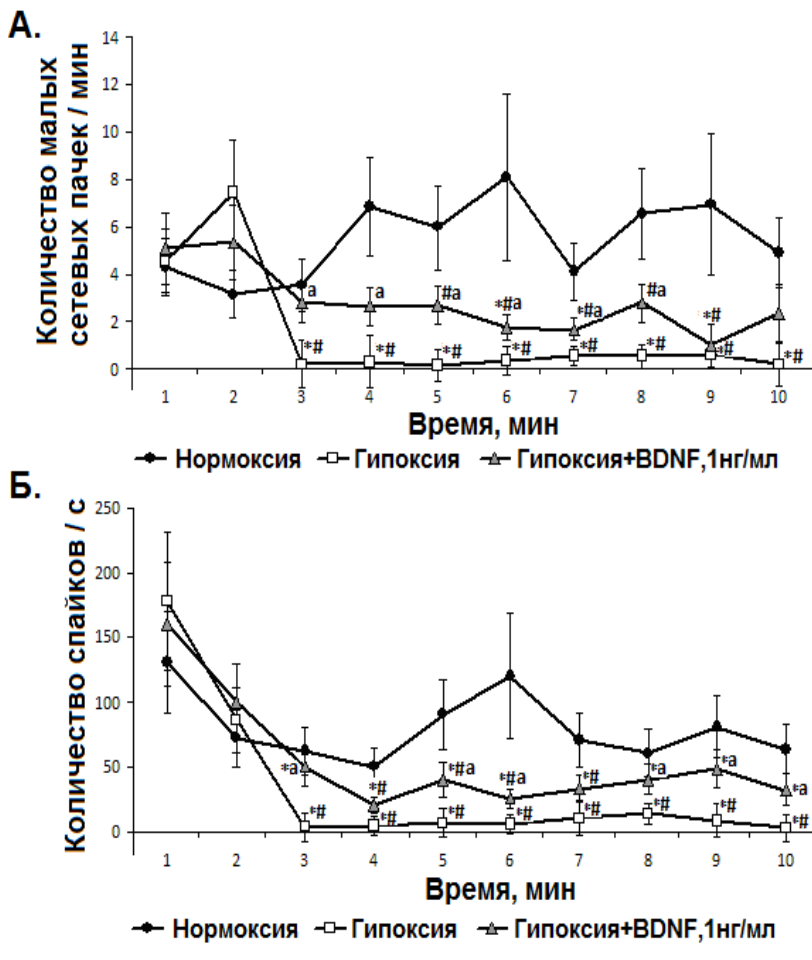 А.
Количество малых
сетевых пачек / мин
14
12
10
8
6
4
2
0
a
a
#a
*#a
*#a
#a
*#
*#
*#
*#
*#
*#
*#
*#
*#
1 2 3 4 5 6 7 8 9 10
Время, мин
Нормоксия Гипоксия Гипоксия+BDNF,1нг/мл
Б.
Количество спайков / с
250
200
150
100
50
0
*a
*#
*#a
*#a
*#
*a
*a
*a
*#
*#
*#
*#
*#
*#
*#
*#
1 2 3 4 5 6 7 8 9 10
Время, мин
Нормоксия Гипоксия Гипоксия+BDNF,1нг/мл